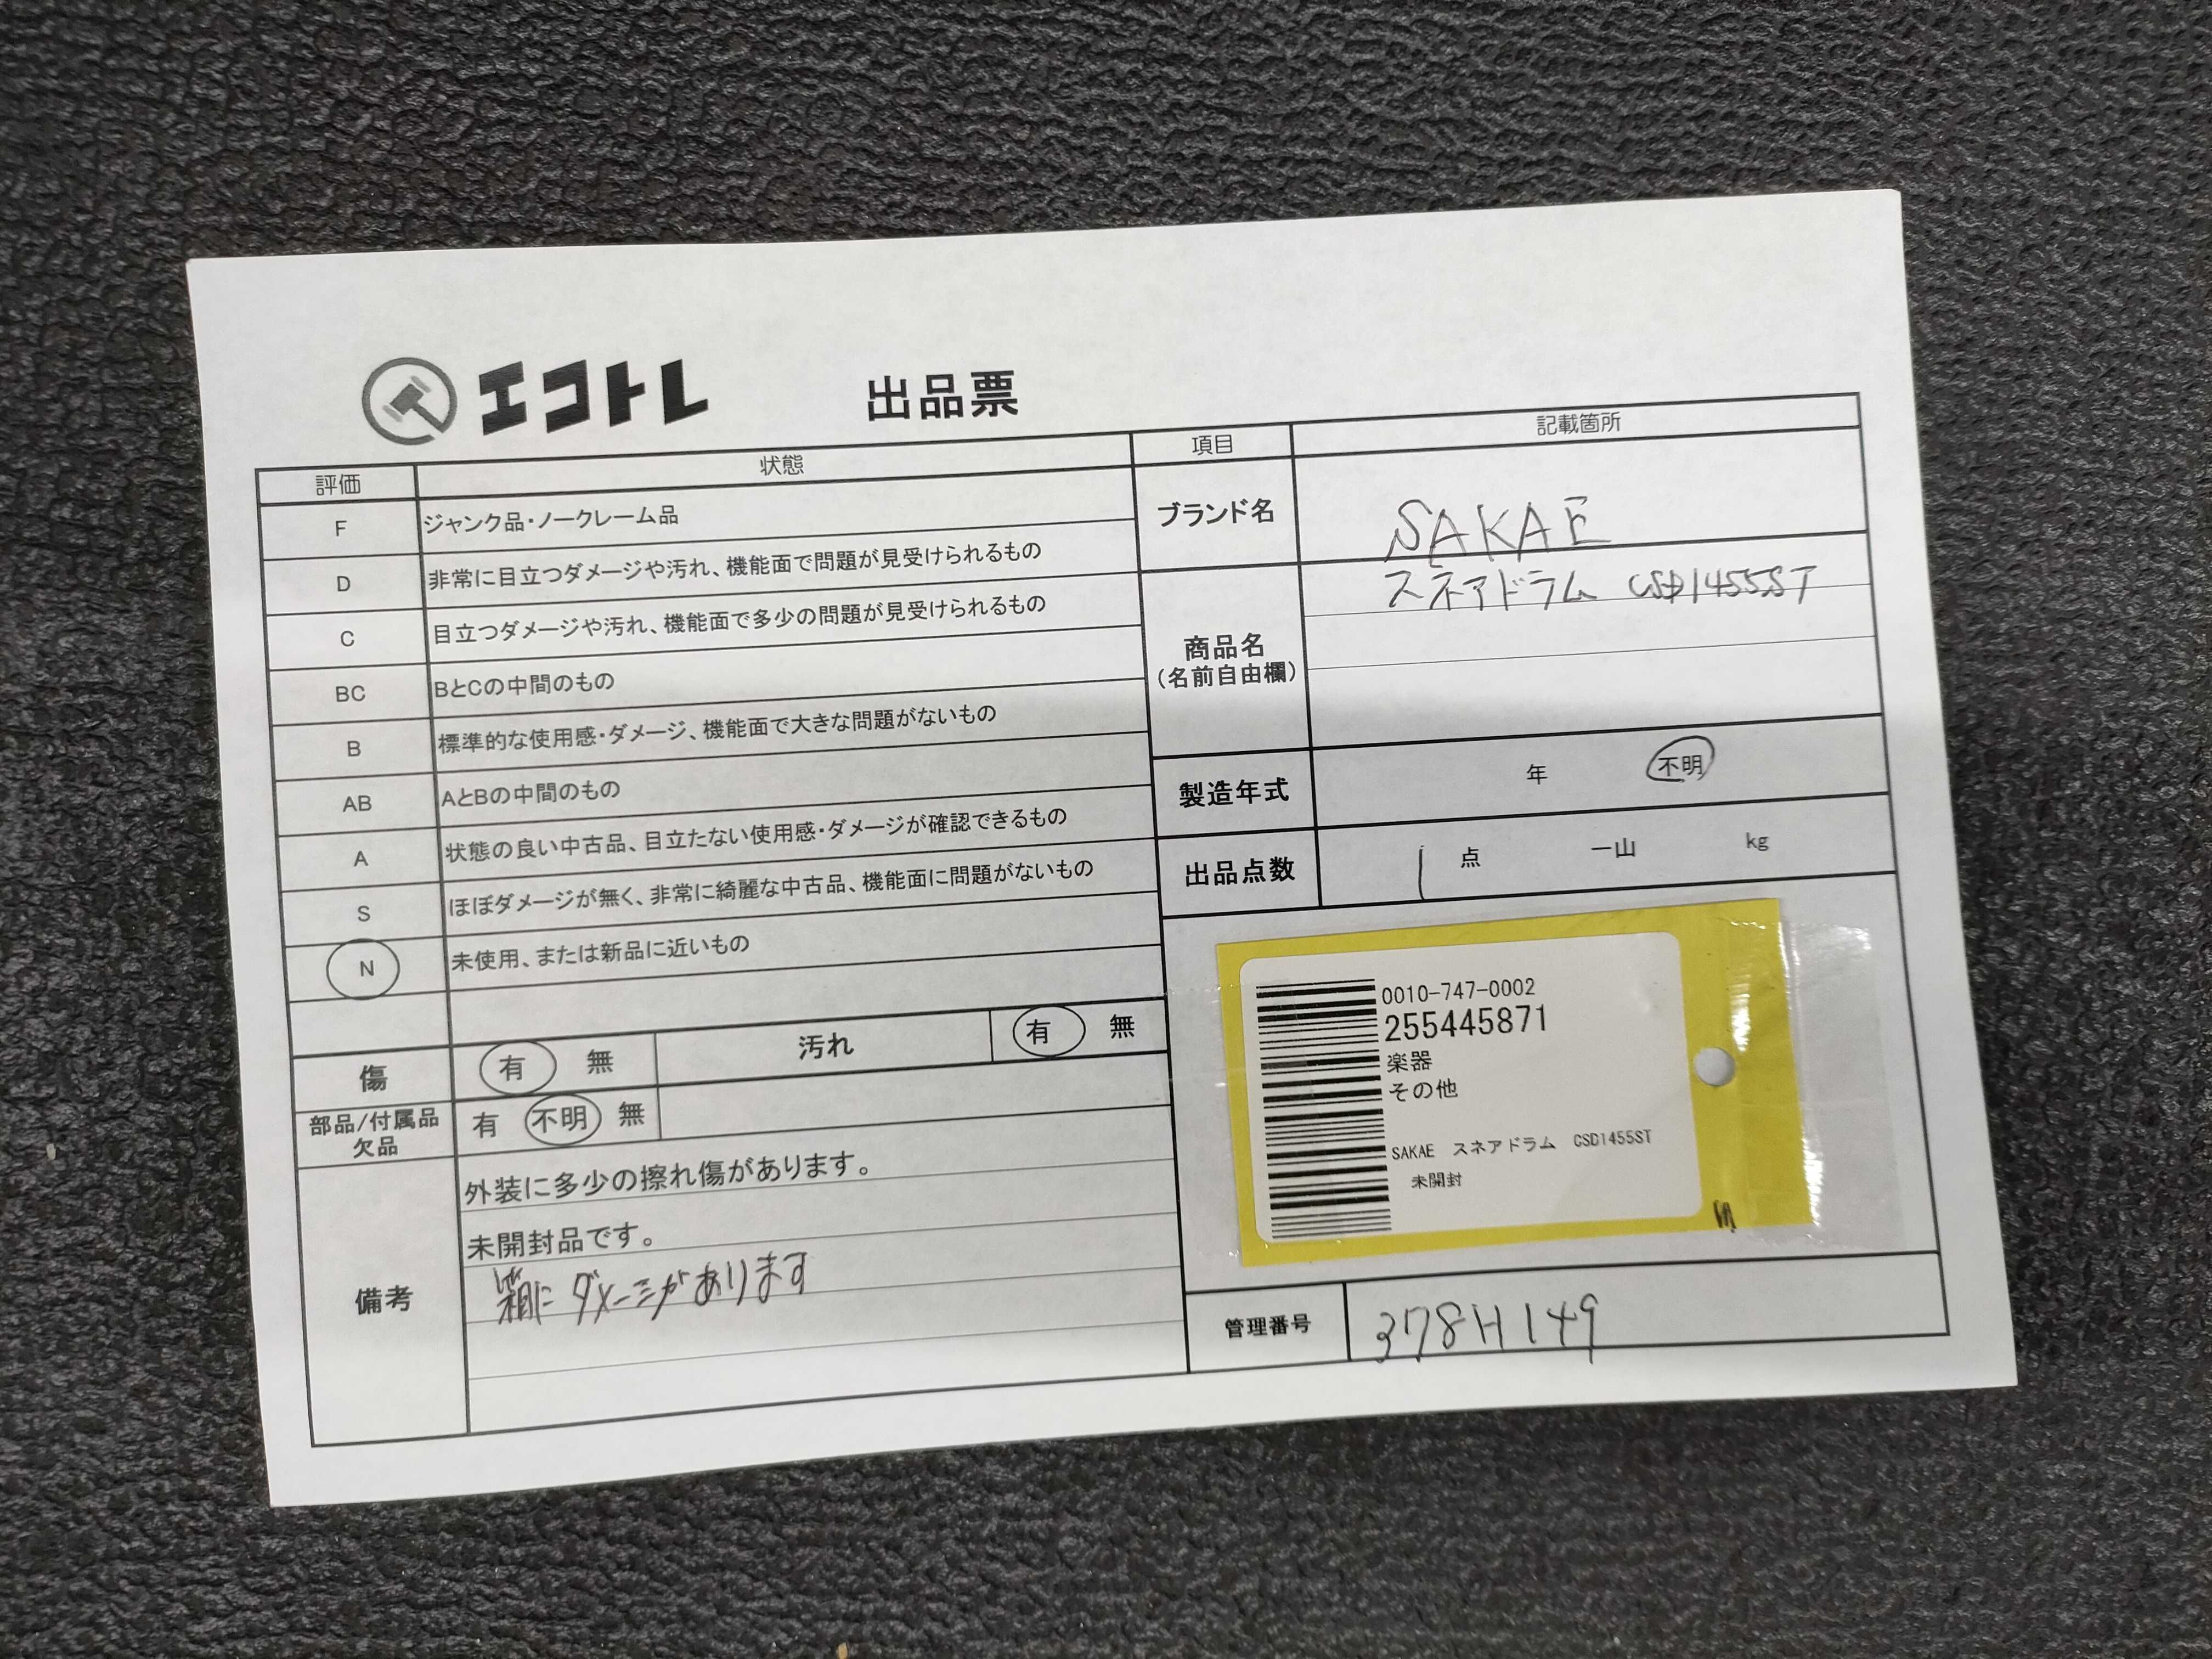 エコトレ 出品票
評価 状態
F ジャンク品・ノークレーム品
D 非常に目立つダメージや汚れ、機能面で問題が見受けられるもの
C 目立つダメージや汚れ、機能面で多少の問題が見受けられるもの
BC BとCの中間のもの
B 標準的な使用感・ダメージ、機能面で大きな問題がないもの
AB AとBの中間のもの
A 状態の良い中古品、目立たない使用感・ダメージが確認できるもの
S ほぼダメージが無く、非常に綺麗な中古品、機能面に問題がないもの
N 未使用、または新品に近いもの
傷 有 無 汚れ 有 無
部品/付属品
欠品 有 不明 無
備考
外装に多少の擦れ傷があります。
未開封品です。
箱にダメージがあります
項目 記載箇所
ブランド名 SAKAE
商品名
(名前自由欄)
スネアドラム CSD1455ST
製造年式 年 不明
出品点数 1 点 一山 kg
0010-747-0002
255445871
楽器
その他
SAKAE スネアドラム CSD1455ST
未開封
管理番号 378H149